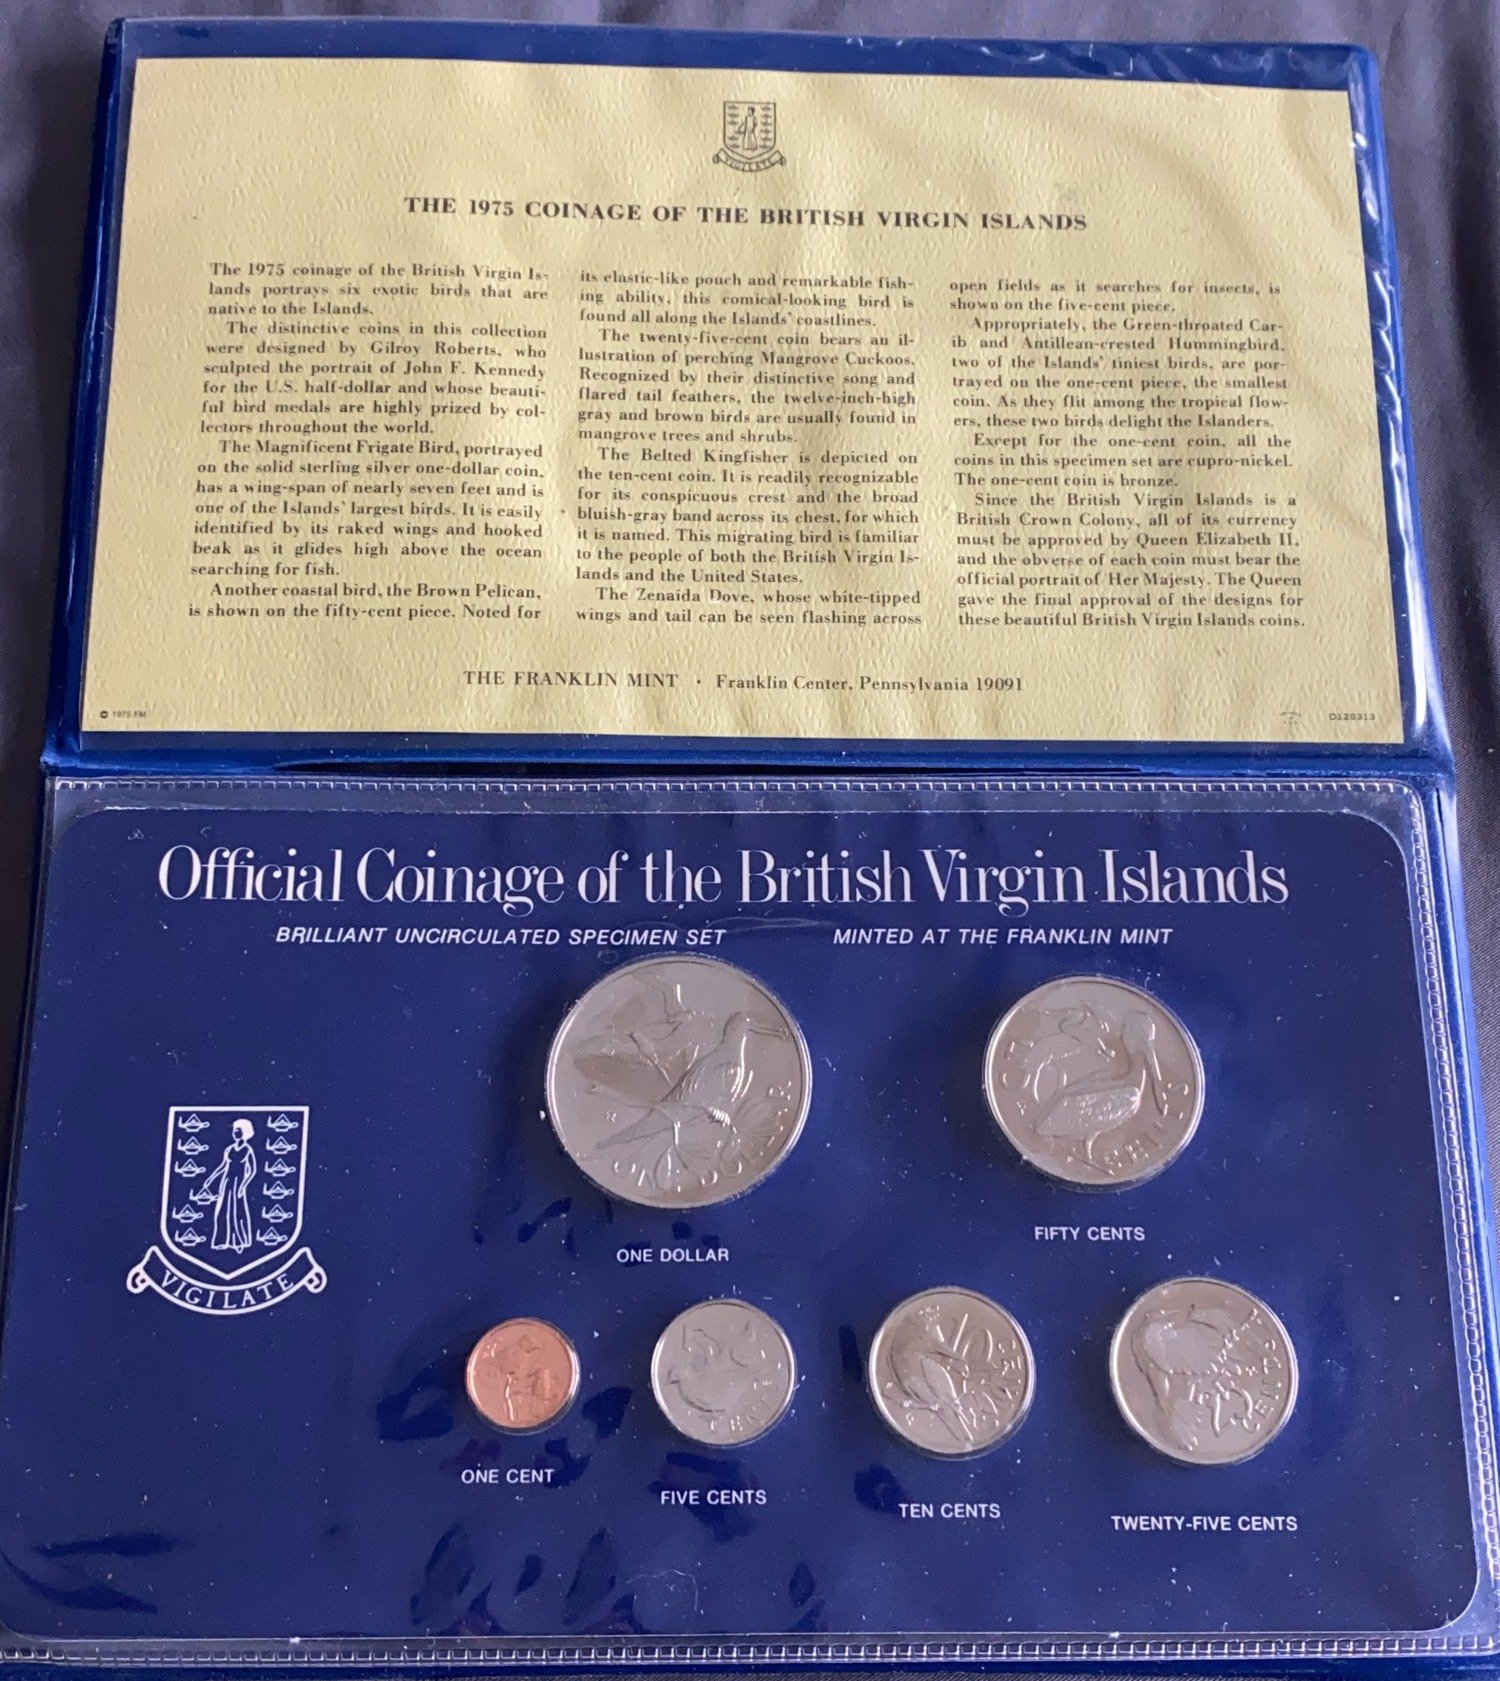 VIGILATE
THE 1975 COINAGE OF THE BRITISH VIRGIN ISLANDS
The 1975 coinage of the British Virgin Is-
lands portrays six exotic birds that are
native to the Islands.
The distinctive coins in this collection
were designed by Gilroy Roberts, who
sculpted the portrait of John F. Kennedy
for the U.S. half-dollar and whose beauti-
ful bird medals are highly prized by col-
lectors throughout the world.
The Magnificent Frigate Bird, portrayed
on the solid sterling silver one-dollar coin,
has a wing-span of nearly seven feet and is
one of the Islands' largest birds. It is easily
identified by its raked wings and hooked
beak as it glides high above the ocean
searching for fish.
Another coastal bird, the Brown Pelican,
is shown on the fifty-cent piece. Noted for
its elastic-like pouch and remarkable fish-
ing ability, this comical-looking bird is
found all along the Islands' coastlines.
The twenty-five-cent coin bears an il-
lustration of perching Mangrove Cuckoos.
Recognized by their distinctive song and
flared tail feathers, the twelve-inch-high
gray and brown birds are usually found in
mangrove trees and shrubs.
The Belted Kingfisher is depicted on
the ten-cent coin. It is readily recognizable
for its conspicuous crest and the broad
bluish-gray band across its chest, for which
it is named. This migrating bird is familiar
to the people of both the British Virgin Is-
lands and the United States.
The Zenaida Dove, whose white-tipped
wings and tail can be seen flashing across
open fields as it searches for insects, is
shown on the five-cent piece.
Appropriately, the Green-throated Car-
ib and Antillean-crested Hummingbird,
two of the Islands' tiniest birds, are por-
trayed on the one-cent piece, the smallest
coin. As they flit among the tropical flow-
ers, these two birds delight the Islanders.
Except for the one-cent coin, all the
coins in this specimen set are cupro-nickel.
The one-cent coin is bronze.
Since the British Virgin Islands is a
British Crown Colony, all of its currency
must be approved by Queen Elizabeth II,
and the obverse of each coin must bear the
official portrait of Her Majesty. The Queen
gave the final approval of the designs for
these beautiful British Virgin Islands coins.
THE FRANKLIN MINT • Franklin Center, Pennsylvania 19091
© 1975 FM
D120313
Official Coinage of the British Virgin Islands
BRILLIANT UNCIRCULATED SPECIMEN SET MINTED AT THE FRANKLIN MINT
ONE DOLLAR
50 CENTS
ONE DOLLAR
FIFTY CENTS
VIGILATE
10 CENTS
25 CENTS
ONE CENT
FIVE CENTS
TEN CENTS
TWENTY-FIVE CENTS